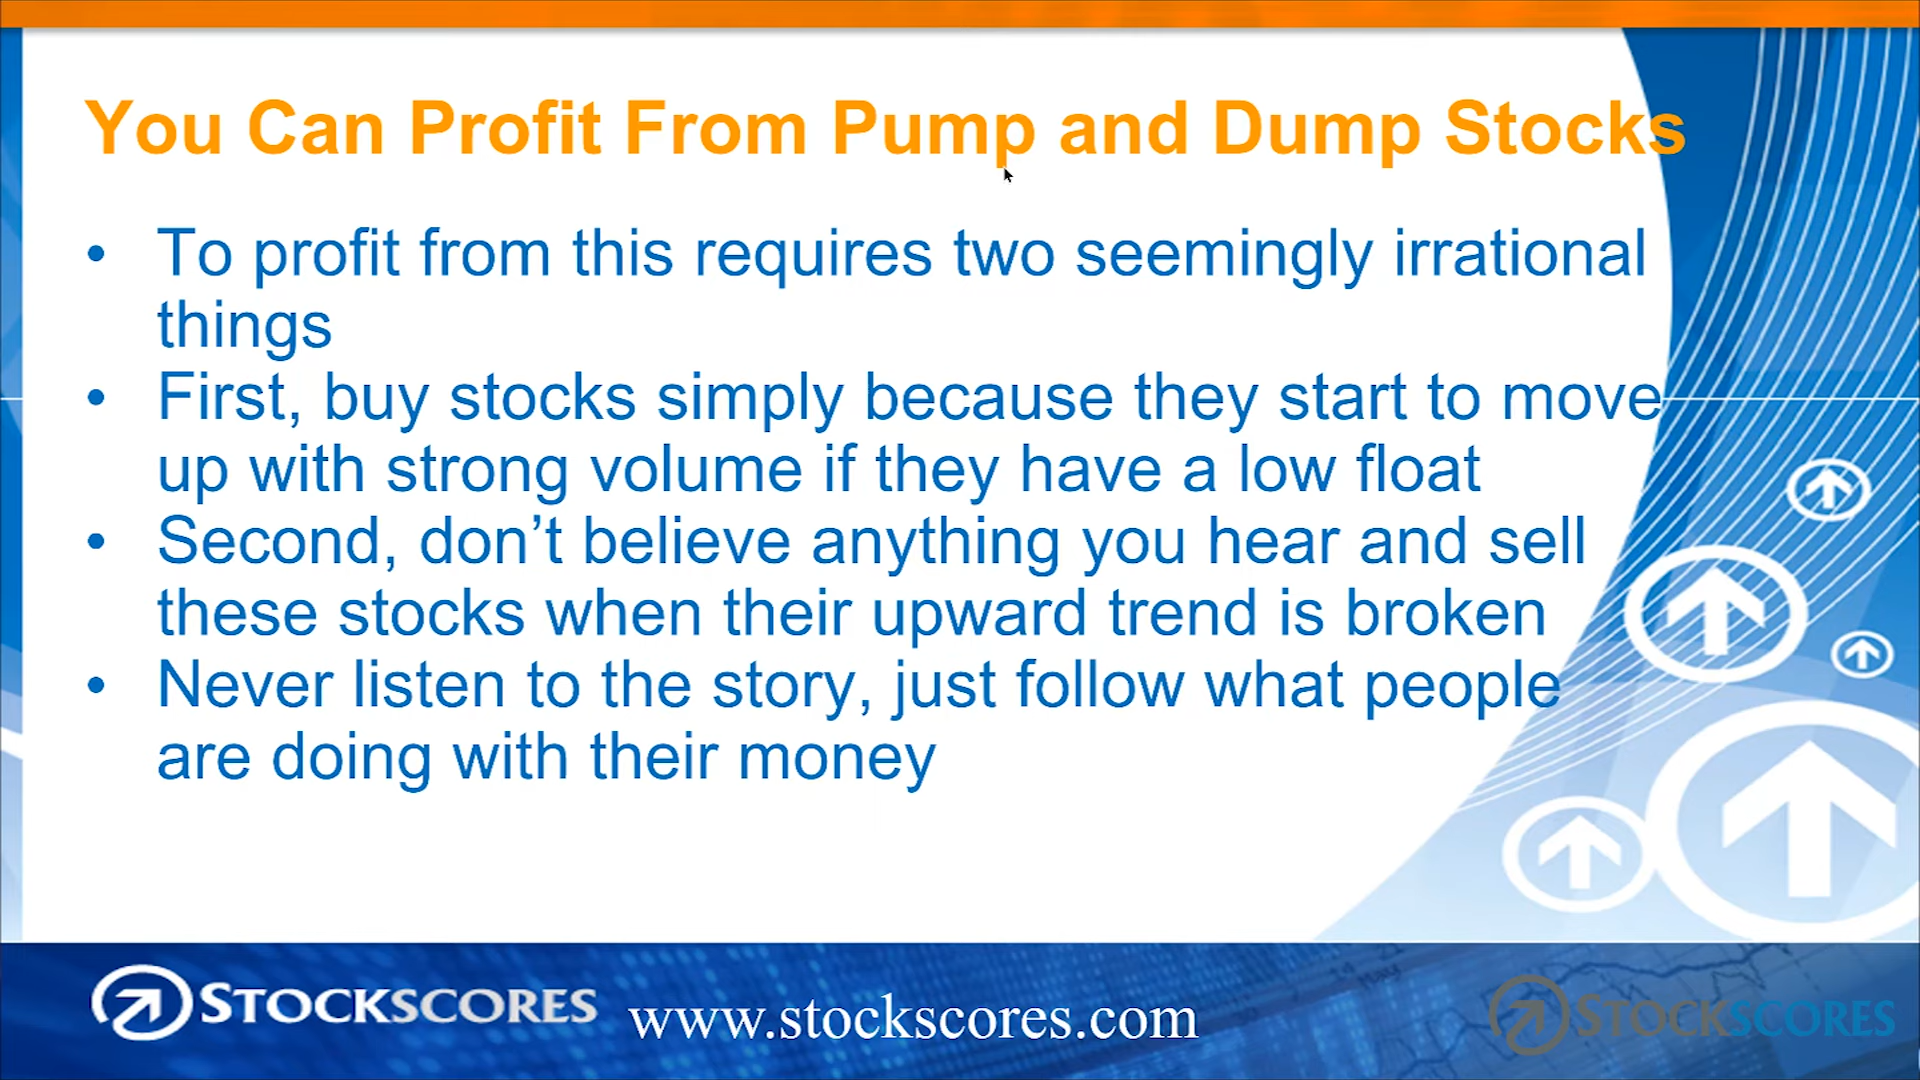 You Can Profit From Pump and Dump Stocks
• To profit from this requires two seemingly irrational
things
• First, buy stocks simply because they start to move
up with strong volume if they have a low float
• Second, don’t believe anything you hear and sell
these stocks when their upward trend is broken
• Never listen to the story, just follow what people
are doing with their money
STOCKSCORES
www.stockscores.com
STOCKSCORES